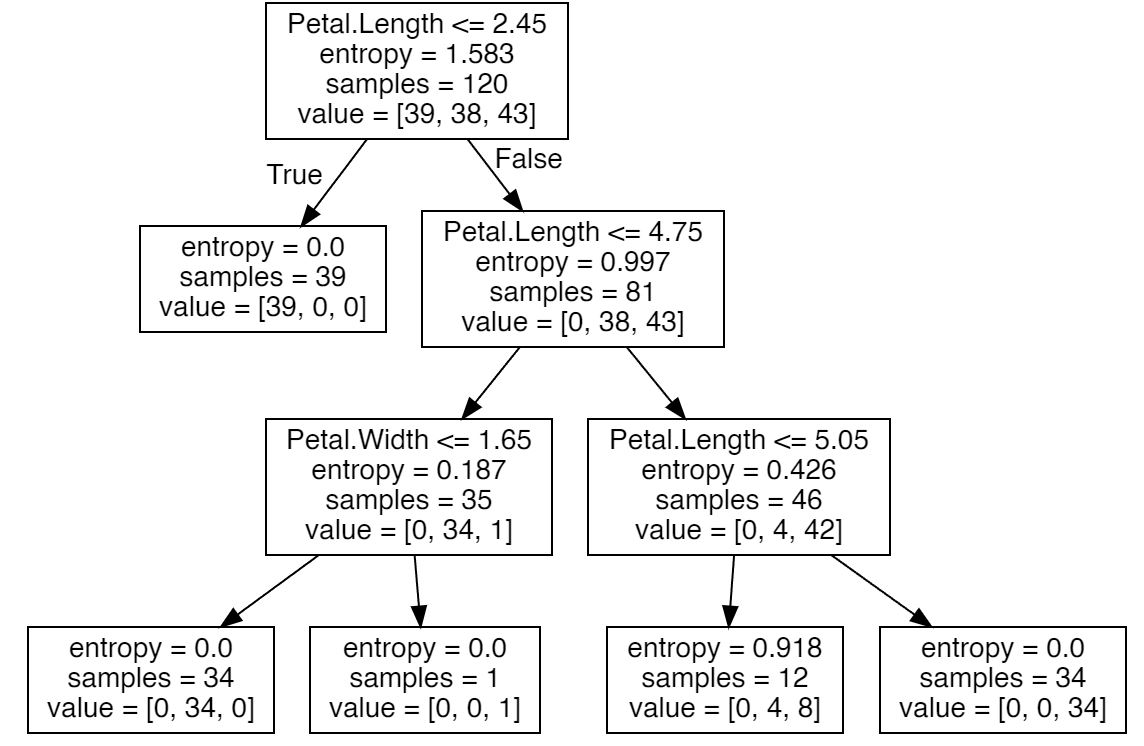 Petal.Length <= 2.45
entropy = 1.583
samples = 120
value = [39, 38, 43]
True
False
entropy = 0.0
samples = 39
value = [39, 0, 0]
Petal.Length <= 4.75
entropy = 0.997
samples = 81
value = [0, 38, 43]
Petal.Width <= 1.65
entropy = 0.187
samples = 35
value = [0, 34, 1]
Petal.Length <= 5.05
entropy = 0.426
samples = 46
value = [0, 4, 42]
entropy = 0.0
samples = 34
value = [0, 34, 0]
entropy = 0.0
samples = 1
value = [0, 0, 1]
entropy = 0.918
samples = 12
value = [0, 4, 8]
entropy = 0.0
samples = 34
value = [0, 0, 34]